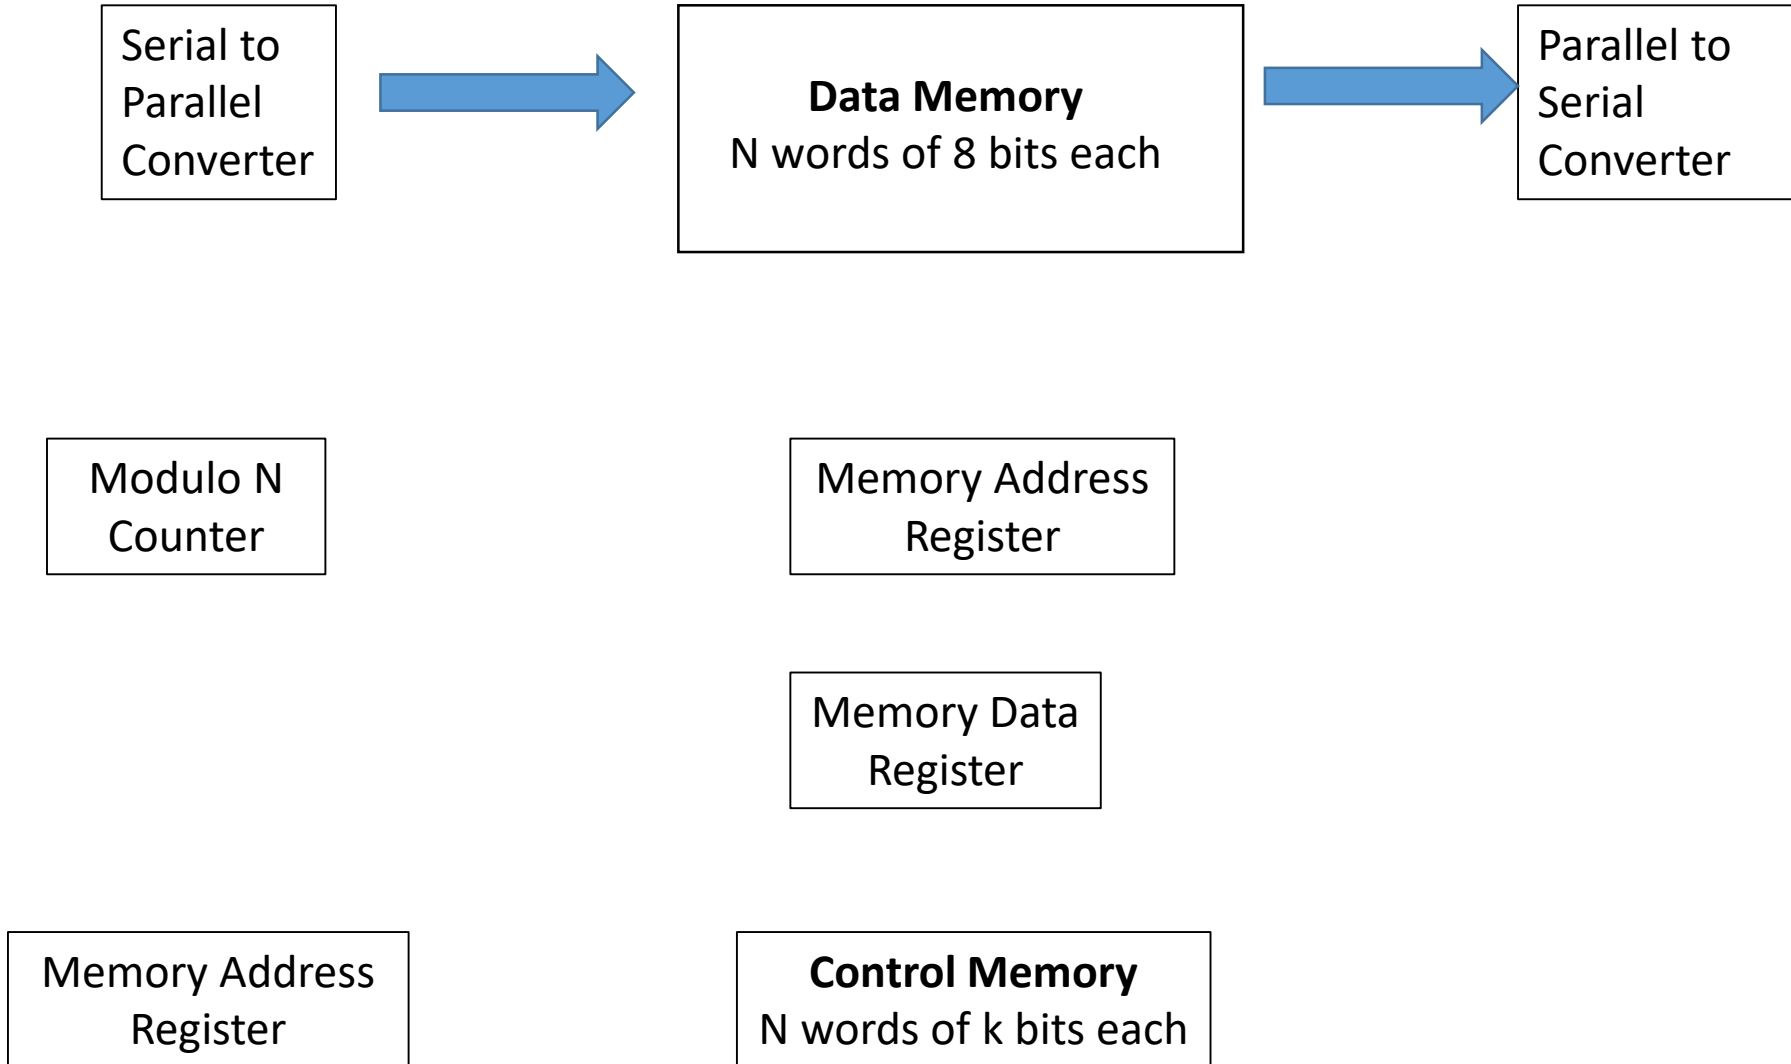 Serial to
Parallel
Converter
Data Memory
N words of 8 bits each
Parallel to
Serial
Converter
Modulo N
Counter
Memory Address
Register
Memory Data
Register
Memory Address
Register
Control Memory
N words of k bits each